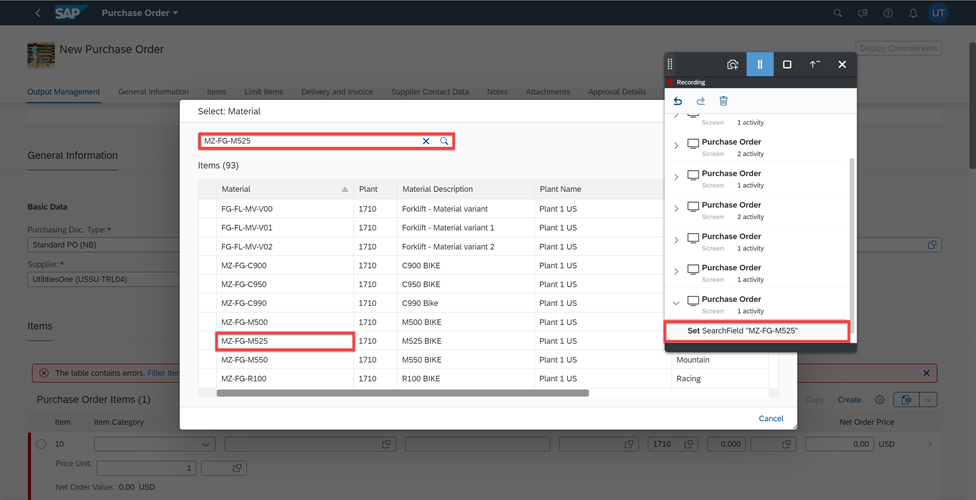 SAP Purchase Order
UT
New Purchase Order
Display Commitments
Output Management General Information Items Limit Items Delivery and Invoice Supplier Contact Data Notes Attachments Approval Details
General Information
Basic Data
Purchasing Doc. Type:*
Standard PO (NB)
Supplier:*
UtilitiesOne (USSU-TRL04)
Items
The table contains errors. Filter Iter
Purchase Order Items (1)
Copy Create
Item Item Category Net Order Price
10 1710 0,000 0,00 USD
Price Unit: 1
Net Order Value: 0,00 USD
Select: Material
MZ-FG-M525
Items (93)
Material Plant Material Description Plant Name
FG-FL-MV-V00 1710 Forklift - Material variant Plant 1 US
FG-FL-MV-V01 1710 Forklift - Material variant 1 Plant 1 US
FG-FL-MV-V02 1710 Forklift - Material variant 2 Plant 1 US
MZ-FG-C900 1710 C900 BIKE Plant 1 US
MZ-FG-C950 1710 C950 BIKE Plant 1 US
MZ-FG-C990 1710 C990 Bike Plant 1 US
MZ-FG-M500 1710 M500 BIKE Plant 1 US
MZ-FG-M525 1710 M525 BIKE Plant 1 US
MZ-FG-M550 1710 M550 BIKE Plant 1 US Mountain
MZ-FG-R100 1710 R100 BIKE Plant 1 US Racing
Cancel
Recording
Screen 1 activity
Purchase Order
Screen 2 activity
Purchase Order
Screen 1 activity
Purchase Order
Screen 2 activity
Purchase Order
Screen 1 activity
Purchase Order
Screen 1 activity
Purchase Order
Screen 1 activity
Set SearchField "MZ-FG-M525"